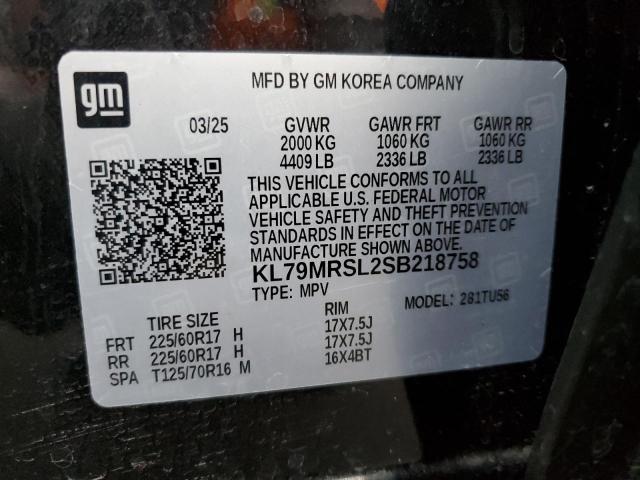 gm
MFD BY GM KOREA COMPANY
03/25 GVWR GAWR FRT GAWR RR
2000 KG 1060 KG 1060 KG
4409 LB 2336 LB 2336 LB
THIS VEHICLE CONFORMS TO ALL
APPLICABLE U.S. FEDERAL MOTOR
VEHICLE SAFETY AND THEFT PREVENTION
STANDARDS IN EFFECT ON THE DATE OF
MANUFACTURE SHOWN ABOVE.
KL79MRSL2SB218758
TYPE: MPV MODEL: 281TU56
TIRE SIZE RIM
FRT 225/60R17 H 17X7.5J
RR 225/60R17 H 17X7.5J
SPA T125/70R16 M 16X4BT